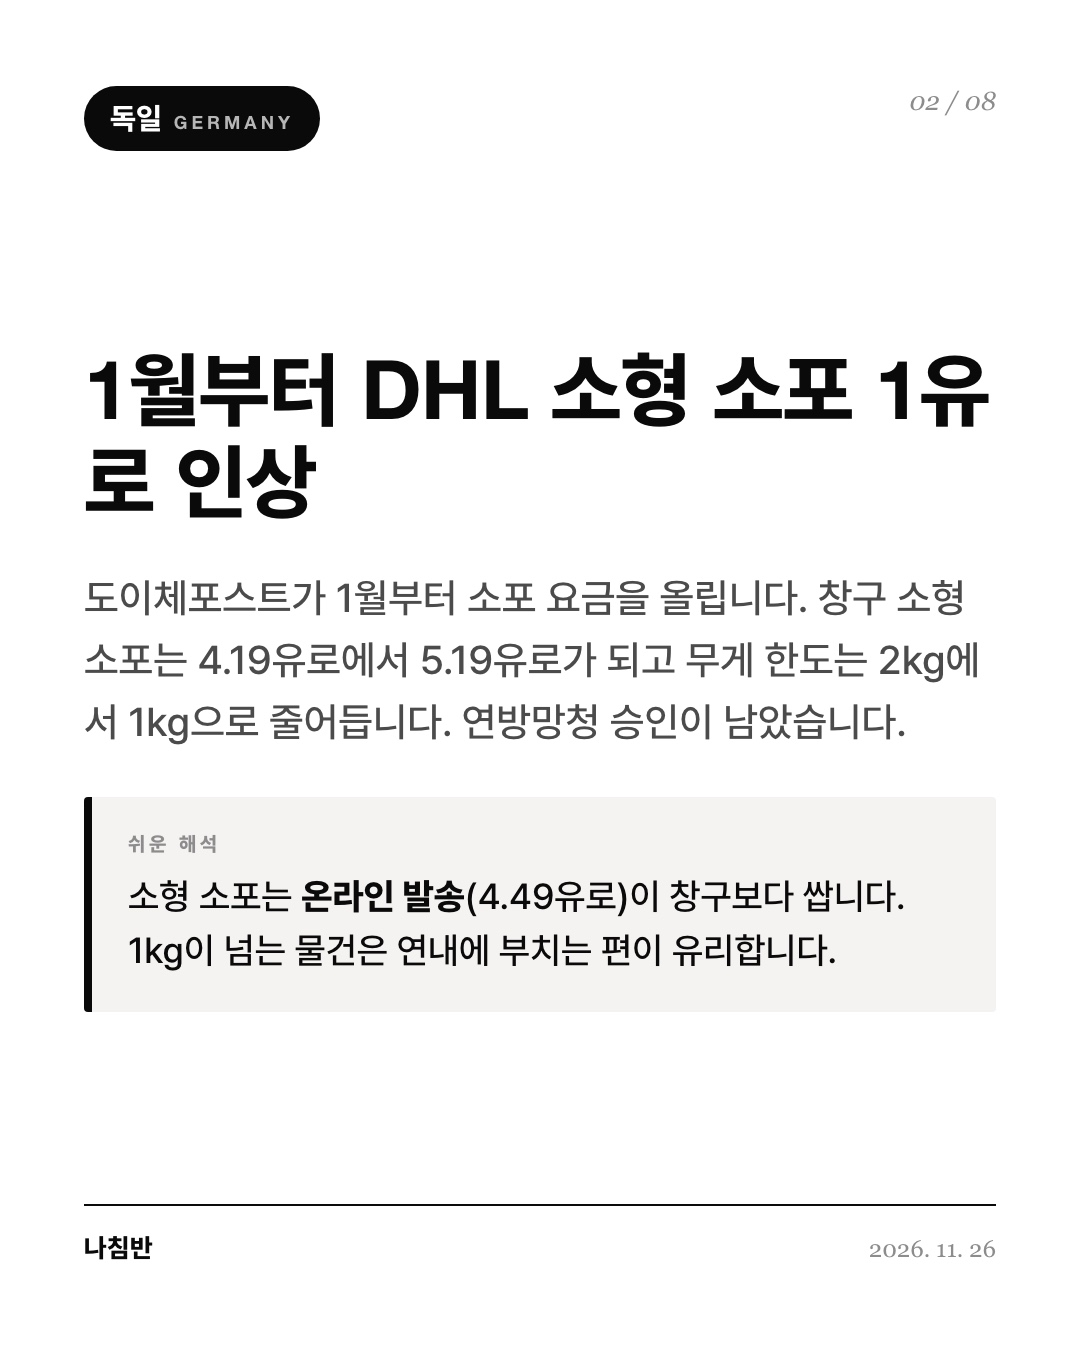 독일 GERMANY
02 / 08
1월부터 DHL 소형 소포 1유
로 인상
도이체포스트가 1월부터 소포 요금을 올립니다. 창구 소형
소포는 4.19유로에서 5.19유로가 되고 무게 한도는 2kg에
서 1kg으로 줄어듭니다. 연방망청 승인이 남았습니다.
쉬운 해석
소형 소포는 온라인 발송(4.49유로)이 창구보다 쌉니다.
1kg이 넘는 물건은 연내에 부치는 편이 유리합니다.
나침반
2026. 11. 26